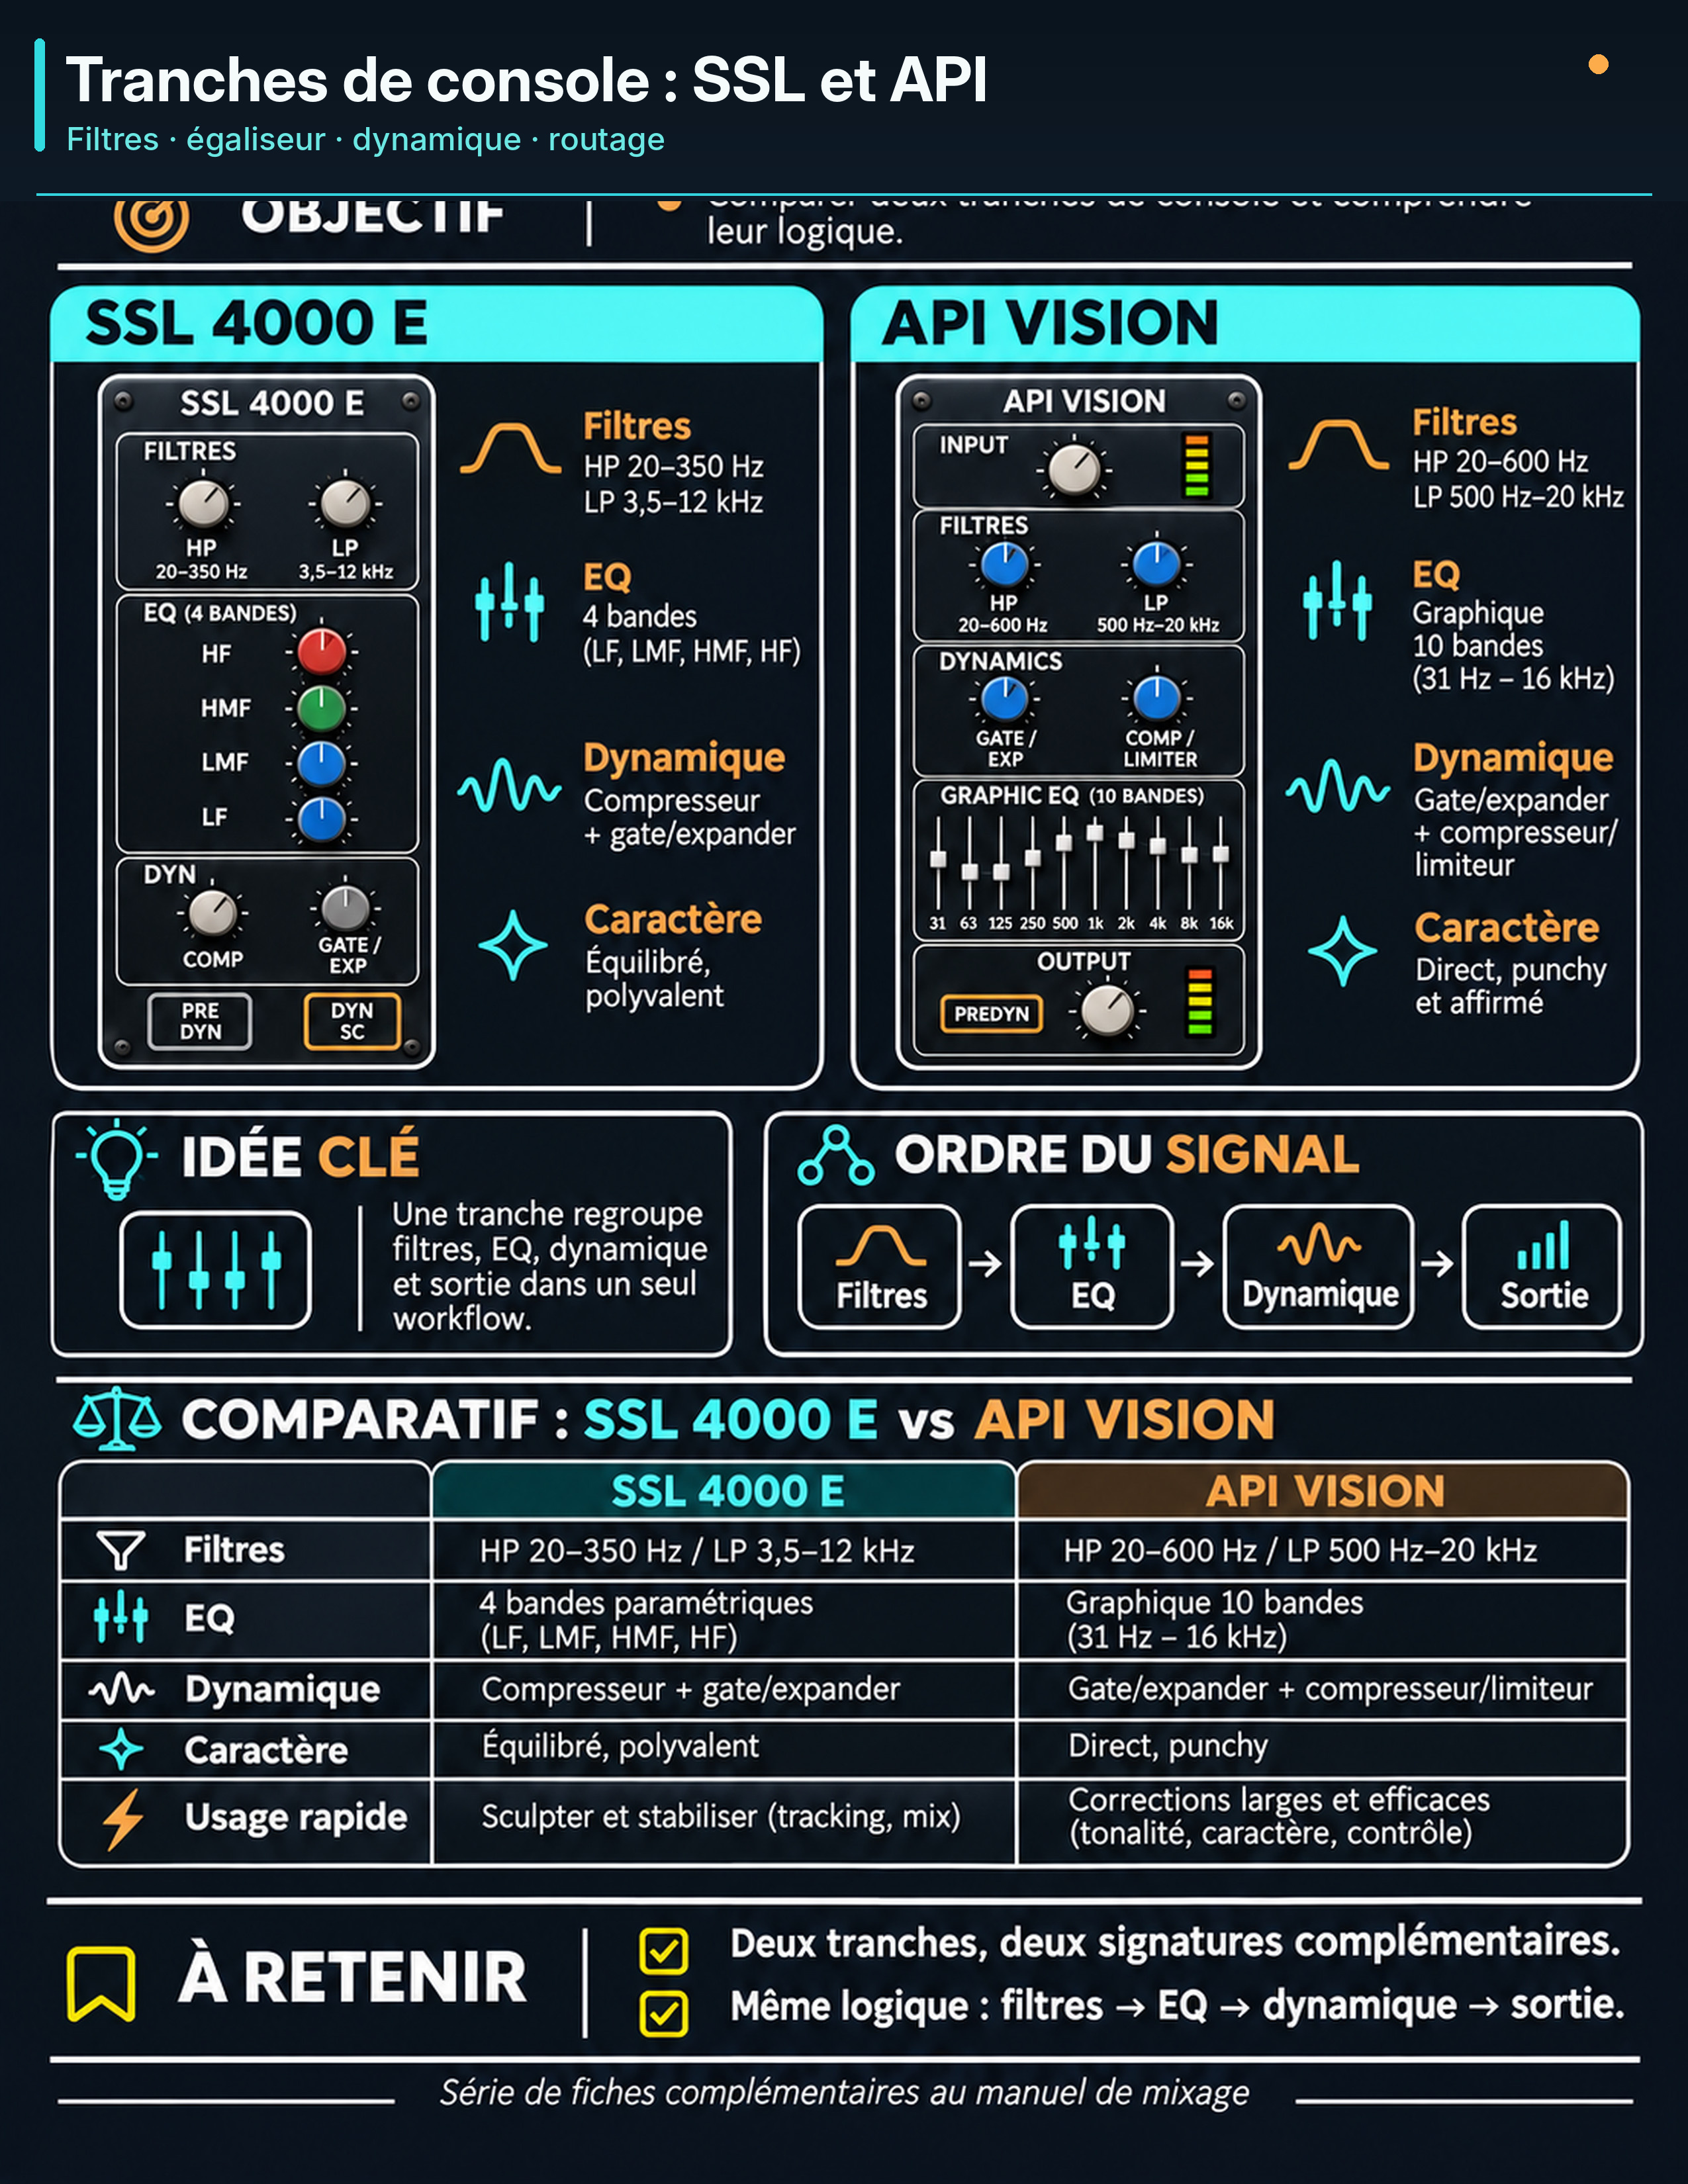 Tranches de console : SSL et API
Filtres · égaliseur · dynamique · routage
OBJECTIF
Comparer deux tranches de console et comprendre
leur logique.
SSL 4000 E
SSL 4000 E
FILTRES
HP
LP
20–350 Hz
3,5–12 kHz
EQ (4 BANDES)
HF
HMF
LMF
LF
DYN
COMP
GATE /
EXP
PRE
DYN
DYN
SC
Filtres
HP 20–350 Hz
LP 3,5–12 kHz
EQ
4 bandes
(LF, LMF, HMF, HF)
Dynamique
Compresseur
+ gate/expander
Caractère
Équilibré,
polyvalent
API VISION
API VISION
INPUT
FILTRES
HP
LP
20–600 Hz
500 Hz–20 kHz
DYNAMICS
GATE /
EXP
COMP /
LIMITER
GRAPHIC EQ (10 BANDES)
31 63 125 250 500 1k 2k 4k 8k 16k
OUTPUT
PREDYN
Filtres
HP 20–600 Hz
LP 500 Hz–20 kHz
EQ
Graphique
10 bandes
(31 Hz – 16 kHz)
Dynamique
Gate/expander
+ compresseur/
limiteur
Caractère
Direct, punchy
et affirmé
IDÉE CLÉ
Une tranche regroupe
filtres, EQ, dynamique
et sortie dans un seul
workflow.
ORDRE DU SIGNAL
Filtres → EQ → Dynamique → Sortie
COMPARATIF : SSL 4000 E vs API VISION
SSL 4000 E
API VISION
Filtres
HP 20–350 Hz / LP 3,5–12 kHz
HP 20–600 Hz / LP 500 Hz–20 kHz
EQ
4 bandes paramétriques
(LF, LMF, HMF, HF)
Graphique 10 bandes
(31 Hz – 16 kHz)
Dynamique
Compresseur + gate/expander
Gate/expander + compresseur/limiteur
Caractère
Équilibré, polyvalent
Direct, punchy
Usage rapide
Sculpter et stabiliser (tracking, mix)
Corrections larges et efficaces
(tonalité, caractère, contrôle)
À RETENIR
Deux tranches, deux signatures complémentaires.
Même logique : filtres → EQ → dynamique → sortie.
Série de fiches complémentaires au manuel de mixage